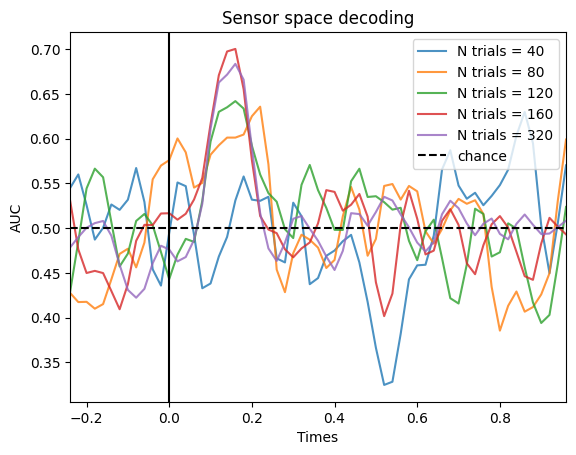 Sensor space decoding
AUC
0.70
0.65
0.60
0.55
0.50
0.45
0.40
0.35
N trials = 40
N trials = 80
N trials = 120
N trials = 160
N trials = 320
chance
−0.2 0.0 0.2 0.4 0.6 0.8
Times